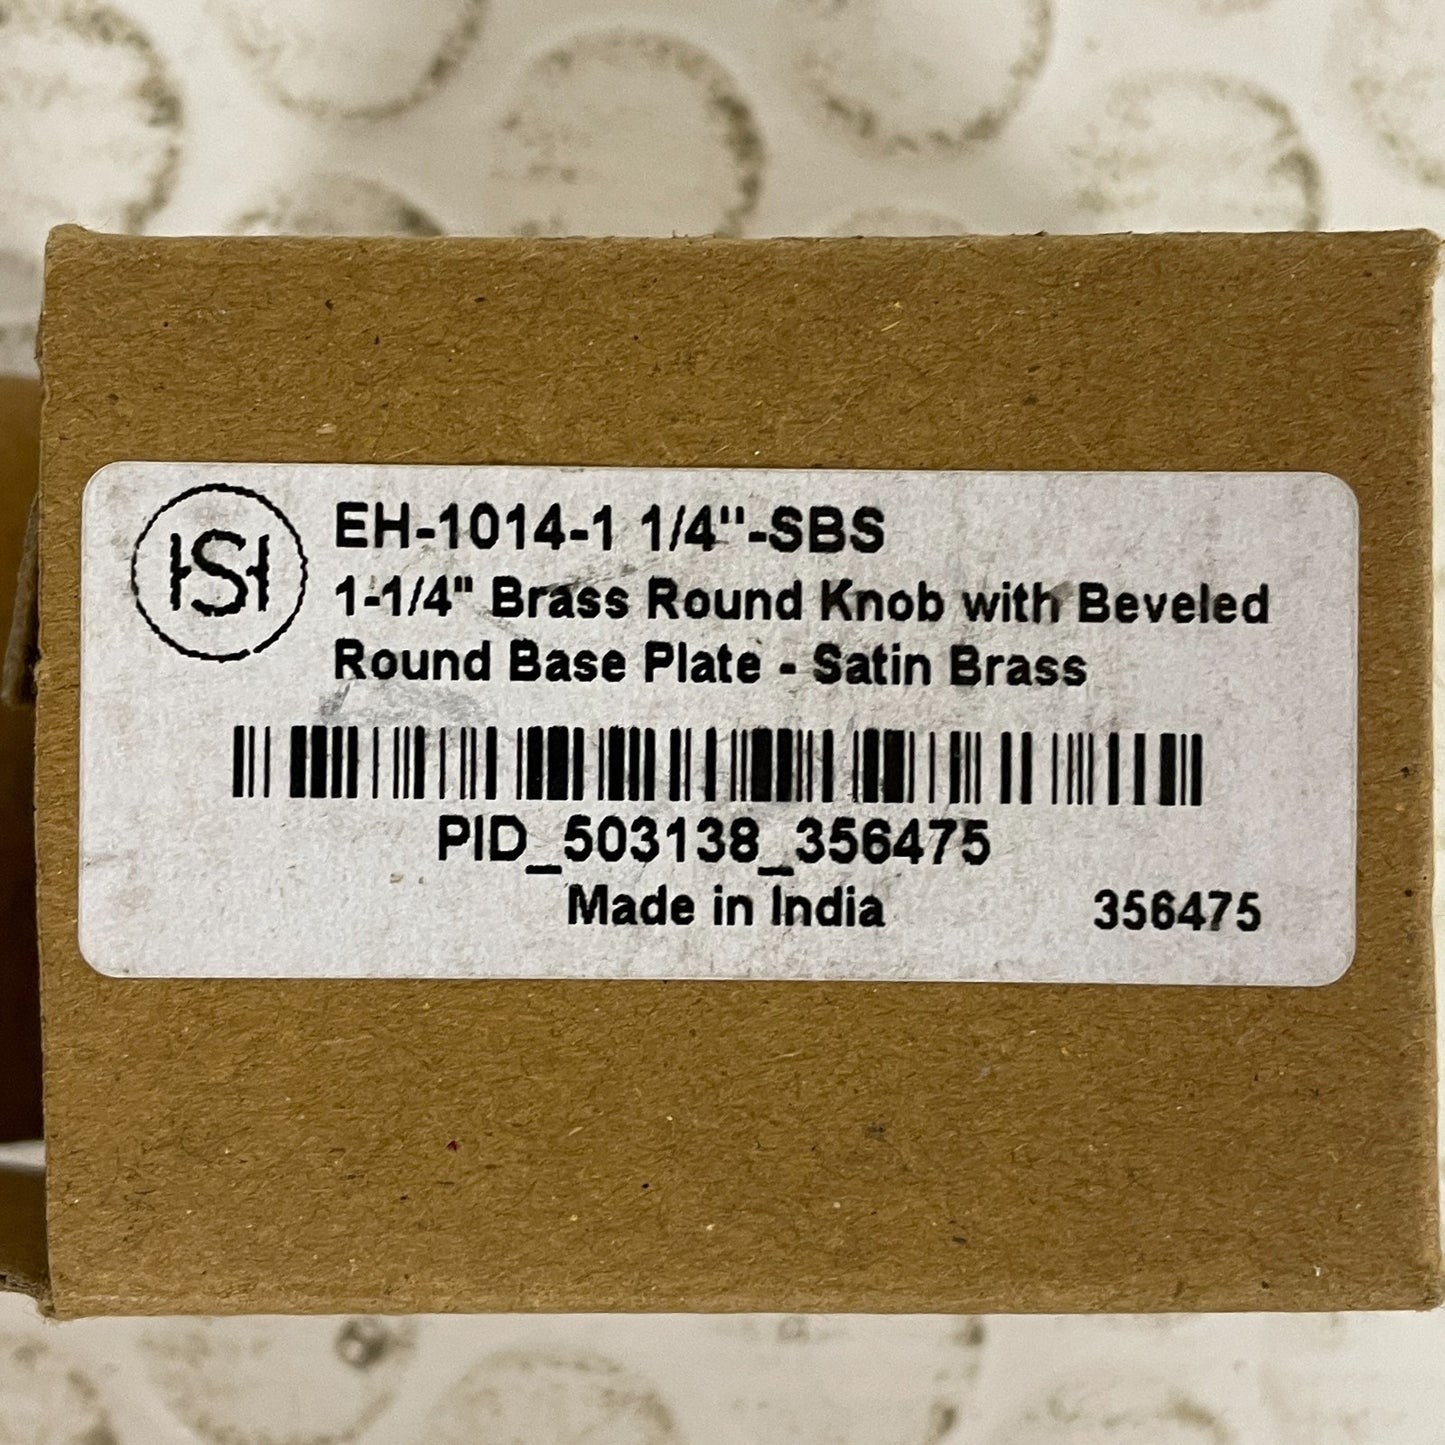 HSH
EH-1014-1 1/4"-SBS
1-1/4" Brass Round Knob with Beveled
Round Base Plate - Satin Brass
PID_503138_356475
Made in India 356475